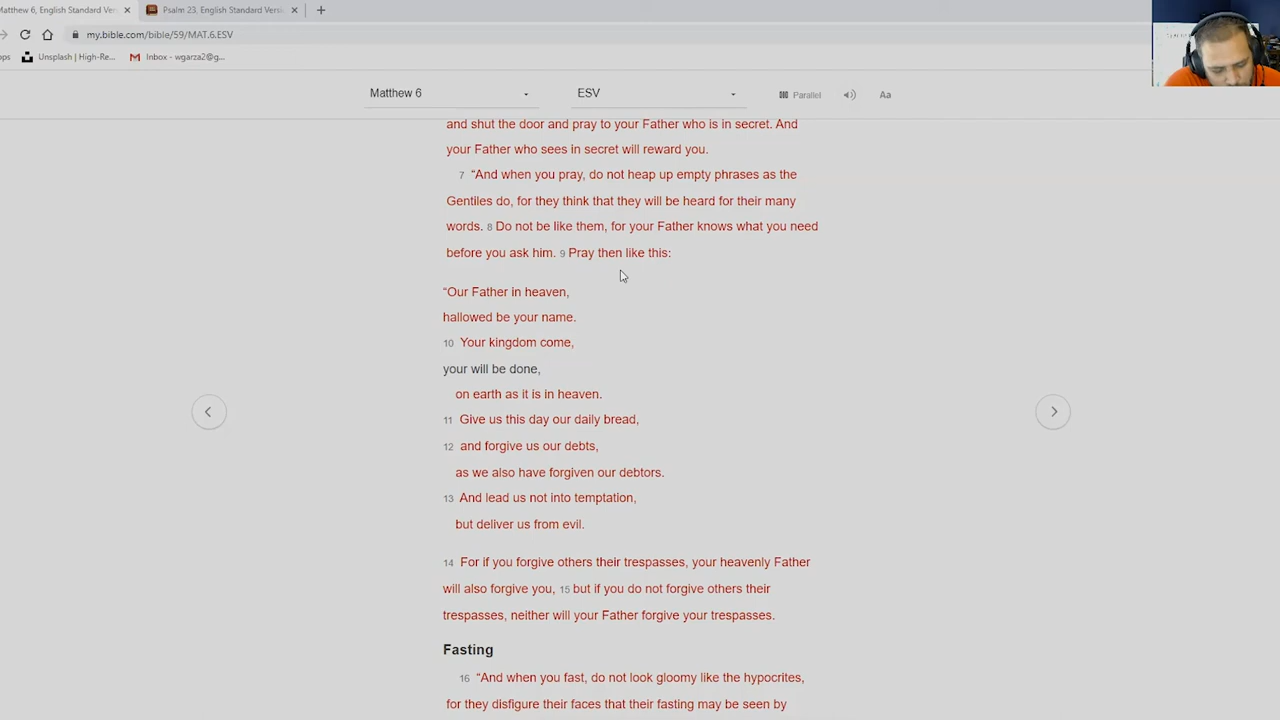 Matthew 6, English Standard Ver
Psalm 23, English Standard Versi
my.bible.com/bible/59/MAT.6.ESV
ops
Unsplash | High-Re...
Inbox - wgarza2@g...
Matthew 6
ESV
Parallel
Aa
and shut the door and pray to your Father who is in secret. And
your Father who sees in secret will reward you.
7 “And when you pray, do not heap up empty phrases as the
Gentiles do, for they think that they will be heard for their many
words. 8 Do not be like them, for your Father knows what you need
before you ask him. 9 Pray then like this:
“Our Father in heaven,
hallowed be your name.
10 Your kingdom come,
your will be done,
on earth as it is in heaven.
11 Give us this day our daily bread,
12 and forgive us our debts,
as we also have forgiven our debtors.
13 And lead us not into temptation,
but deliver us from evil.
14 For if you forgive others their trespasses, your heavenly Father
will also forgive you, 15 but if you do not forgive others their
trespasses, neither will your Father forgive your trespasses.
Fasting
16 “And when you fast, do not look gloomy like the hypocrites,
for they disfigure their faces that their fasting may be seen by